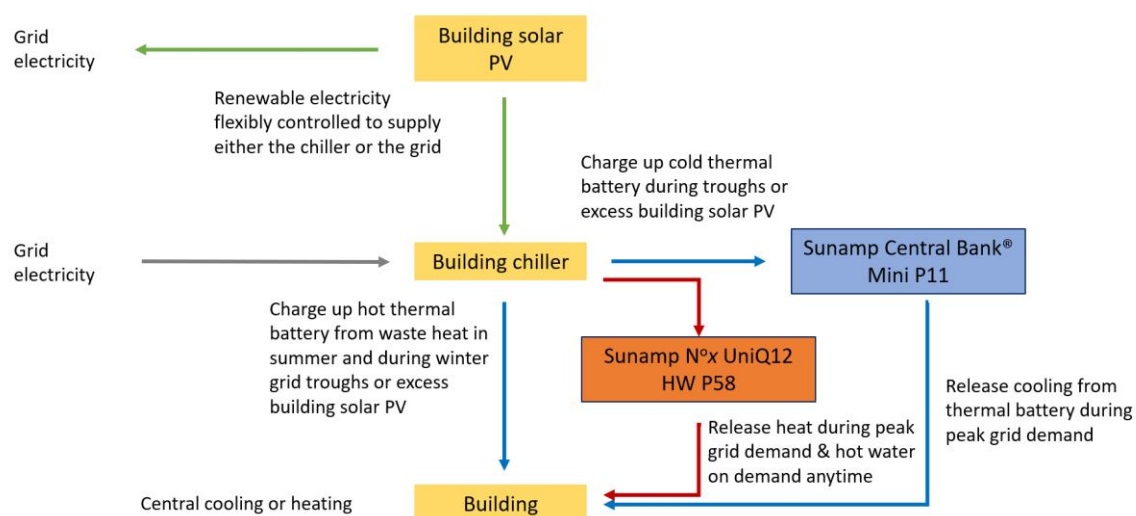 Grid
electricity
Building solar
PV
Renewable electricity
flexibly controlled to supply
either the chiller or the grid
Charge up cold thermal
battery during troughs or
excess building solar PV
Grid
electricity
Building chiller
Sunamp Central Bank®
Mini P11
Charge up hot thermal
battery from waste heat in
summer and during winter
grid troughs or excess
building solar PV
Sunamp Nºx UniQ12
HW P58
Release cooling from
thermal battery during
peak grid demand
Release heat during peak
grid demand & hot water
on demand anytime
Central cooling or heating
Building